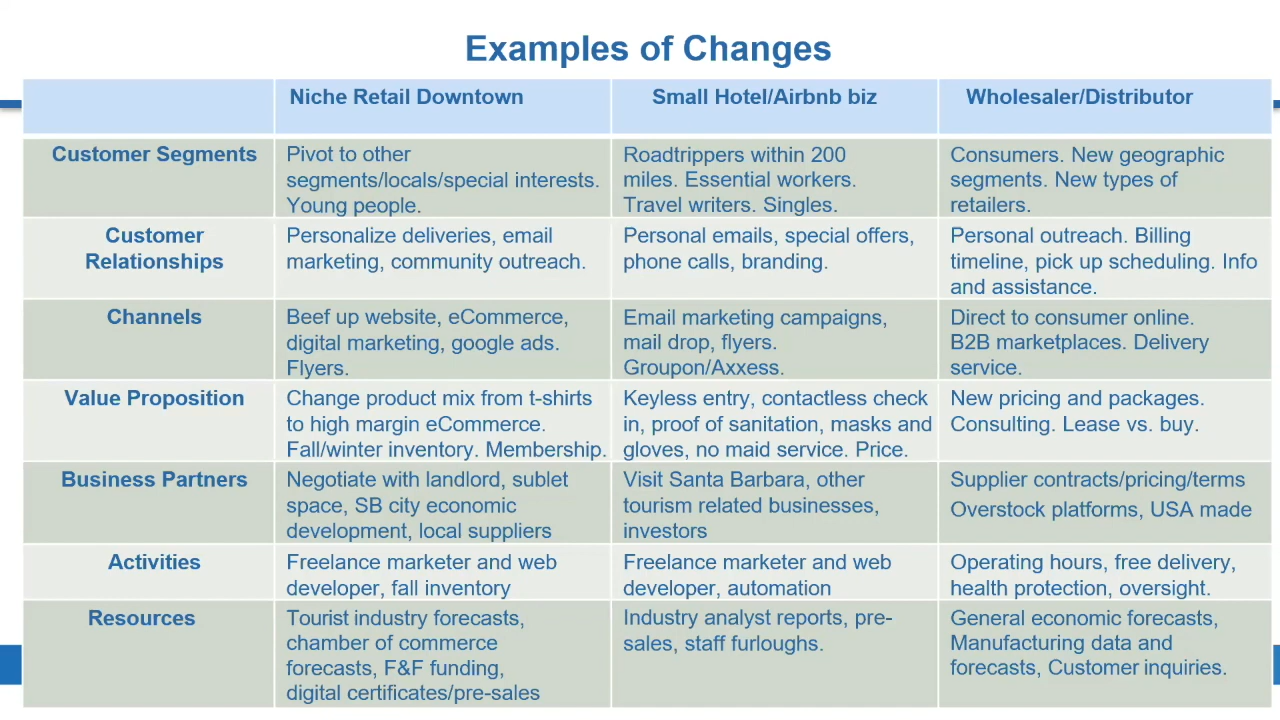 Examples of Changes
Niche Retail Downtown
Small Hotel/Airbnb biz
Wholesaler/Distributor
Customer Segments
Pivot to other
segments/locals/special interests.
Young people.
Roadtrippers within 200
miles. Essential workers.
Travel writers. Singles.
Consumers. New geographic
segments. New types of
retailers.
Customer
Relationships
Personalize deliveries, email
marketing, community outreach.
Personal emails, special offers,
phone calls, branding.
Personal outreach. Billing
timeline, pick up scheduling. Info
and assistance.
Channels
Beef up website, eCommerce,
digital marketing, google ads.
Flyers.
Email marketing campaigns,
mail drop, flyers.
Groupon/Axxess.
Direct to consumer online.
B2B marketplaces. Delivery
service.
Value Proposition
Change product mix from t-shirts
to high margin eCommerce.
Fall/winter inventory. Membership.
Keyless entry, contactless check
in, proof of sanitation, masks and
gloves, no maid service. Price.
New pricing and packages.
Consulting. Lease vs. buy.
Business Partners
Negotiate with landlord, sublet
space, SB city economic
development, local suppliers
Visit Santa Barbara, other
tourism related businesses,
investors
Supplier contracts/pricing/terms
Overstock platforms, USA made
Activities
Freelance marketer and web
developer, fall inventory
Freelance marketer and web
developer, automation
Operating hours, free delivery,
health protection, oversight.
Resources
Tourist industry forecasts,
chamber of commerce
forecasts, F&F funding,
digital certificates/pre-sales
Industry analyst reports, pre-
sales, staff furloughs.
General economic forecasts,
Manufacturing data and
forecasts, Customer inquiries.